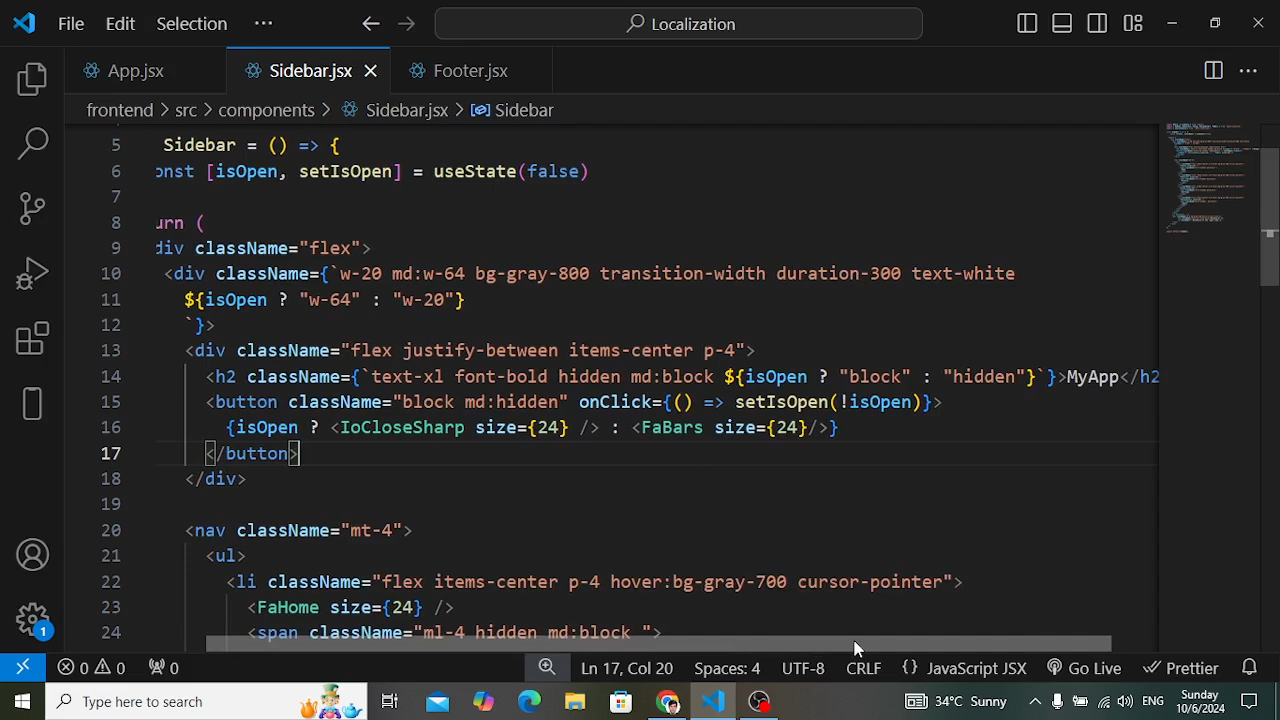 File Edit Selection ··· Localization
App.jsx Sidebar.jsx Footer.jsx ···
frontend > src > components > Sidebar.jsx > Sidebar
5 Sidebar = () => {
6 onst [isOpen, setIsOpen] = useState(false)
7
8 urn (
9 div className="flex">
10 <div className={`w-20 md:w-64 bg-gray-800 transition-width duration-300 text-white
11 ${isOpen ? "w-64" : "w-20"}
12 `}>
13 <div className="flex justify-between items-center p-4">
14 <h2 className={`text-xl font-bold hidden md:block ${isOpen ? "block" : "hidden"}`}>MyApp</h2
15 <button className="block md:hidden" onClick={() => setIsOpen(!isOpen)}>
16 {isOpen ? <IoCloseSharp size={24} /> : <FaBars size={24}/>}
17 </button>
18 </div>
19
20 <nav className="mt-4">
21 <ul>
22 <li className="flex items-center p-4 hover:bg-gray-700 cursor-pointer">
23 <FaHome size={24} />
24 <span className="ml-4 hidden md:block ">
1
0 0 0 Ln 17, Col 20 Spaces: 4 UTF-8 CRLF {} JavaScript JSX Go Live Prettier
Type here to search 34°C Sunny ENG Sunday
10/6/2024